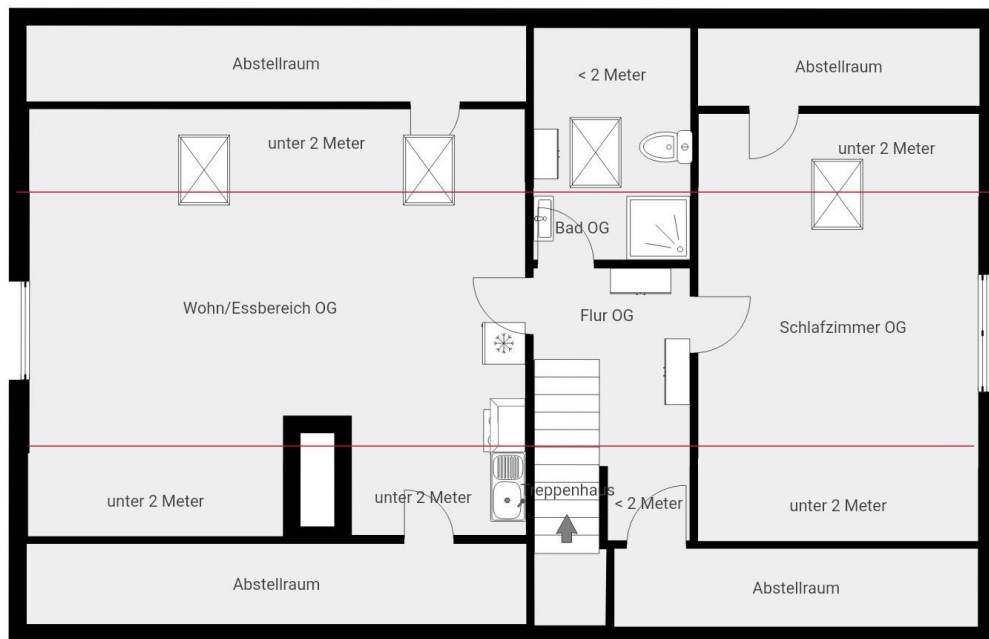 Abstellraum
< 2 Meter
Abstellraum
unter 2 Meter
unter 2 Meter
Bad OG
Wohn/Essbereich OG
Flur OG
Schlafzimmer OG
unter 2 Meter
unter 2 Meter
Treppenhaus
< 2 Meter
unter 2 Meter
Abstellraum
Abstellraum